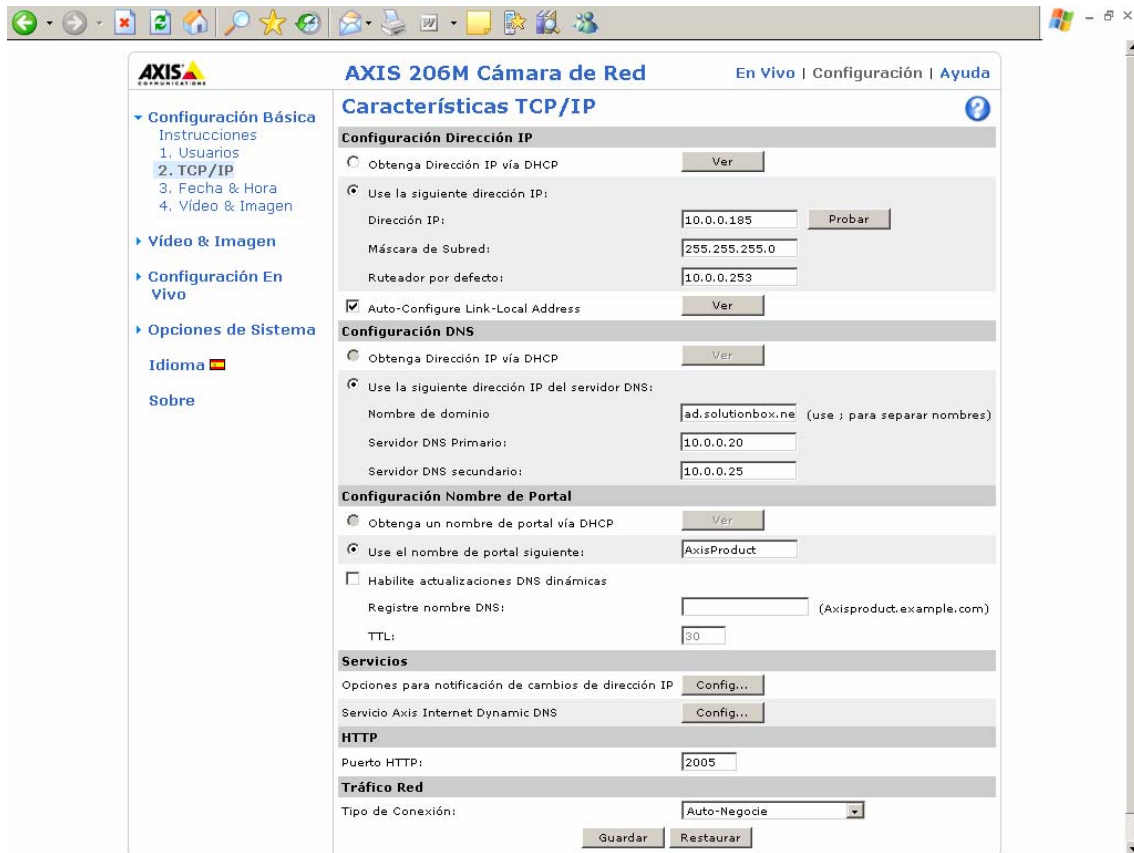 AXIS
COMMUNICATIONS
AXIS 206M Cámara de Red
En Vivo | Configuración | Ayuda
Configuración Básica
Instrucciones
1. Usuarios
2. TCP/IP
3. Fecha & Hora
4. Vídeo & Imagen
Vídeo & Imagen
Configuración En
Vivo
Opciones de Sistema
Idioma
Sobre
Características TCP/IP
Configuración Dirección IP
Obtenga Dirección IP vía DHCP Ver
Use la siguiente dirección IP:
Dirección IP: 10.0.0.185 Probar
Máscara de Subred: 255.255.255.0
Ruteador por defecto: 10.0.0.253
Auto-Configure Link-Local Address Ver
Configuración DNS
Obtenga Dirección IP vía DHCP Ver
Use la siguiente dirección IP del servidor DNS:
Nombre de dominio ad.solutionbox.ne (use ; para separar nombres)
Servidor DNS Primario: 10.0.0.20
Servidor DNS secundario: 10.0.0.25
Configuración Nombre de Portal
Obtenga un nombre de portal vía DHCP Ver
Use el nombre de portal siguiente: AxisProduct
Habilite actualizaciones DNS dinámicas
Registre nombre DNS: (Axisproduct.example.com)
TTL: 30
Servicios
Opciones para notificación de cambios de dirección IP Config...
Servicio Axis Internet Dynamic DNS Config...
HTTP
Puerto HTTP: 2005
Tráfico Red
Tipo de Conexión: Auto-Negocie
Guardar Restaurar